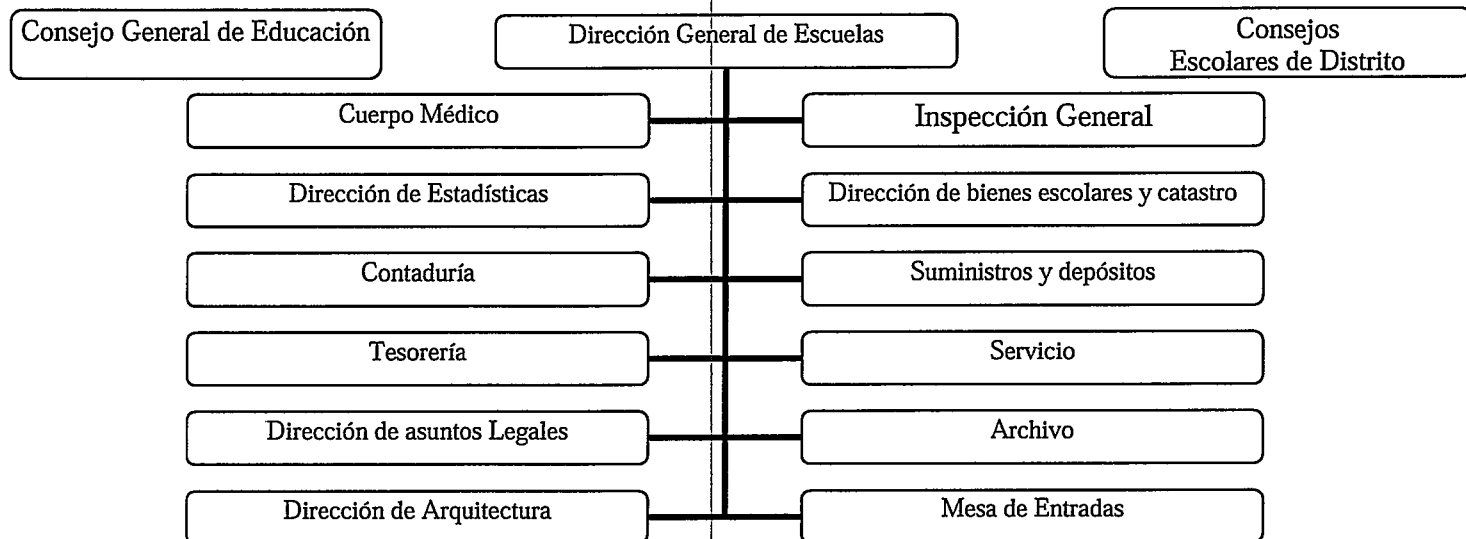 Consejo General de Educación
Dirección General de Escuelas
Consejos
Escolares de Distrito
Cuerpo Médico
Inspección General
Dirección de Estadísticas
Dirección de bienes escolares y catastro
Contaduría
Suministros y depósitos
Tesorería
Servicio
Dirección de asuntos Legales
Archivo
Dirección de Arquitectura
Mesa de Entradas